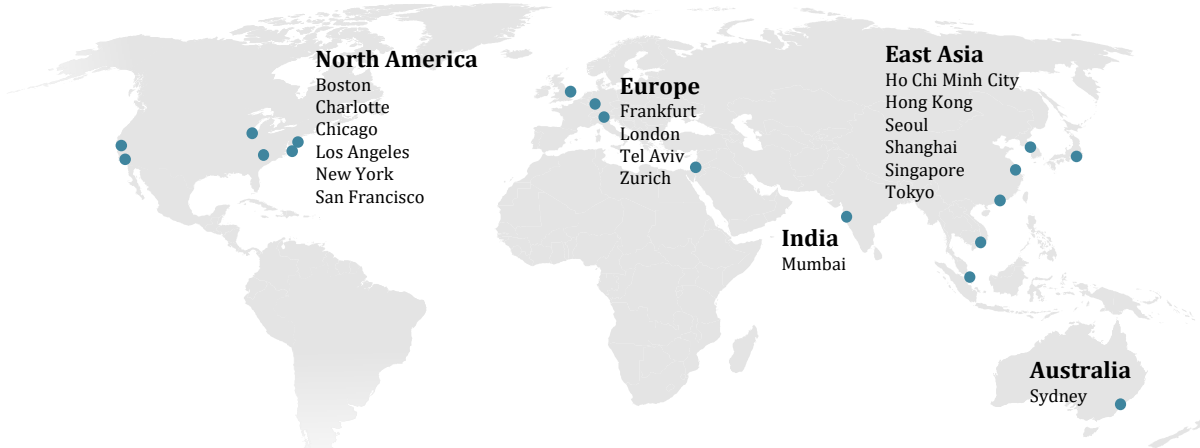 North America
Boston
Charlotte
Chicago
Los Angeles
New York
San Francisco
Europe
Frankfurt
London
Tel Aviv
Zurich
India
Mumbai
East Asia
Ho Chi Minh City
Hong Kong
Seoul
Shanghai
Singapore
Tokyo
Australia
Sydney